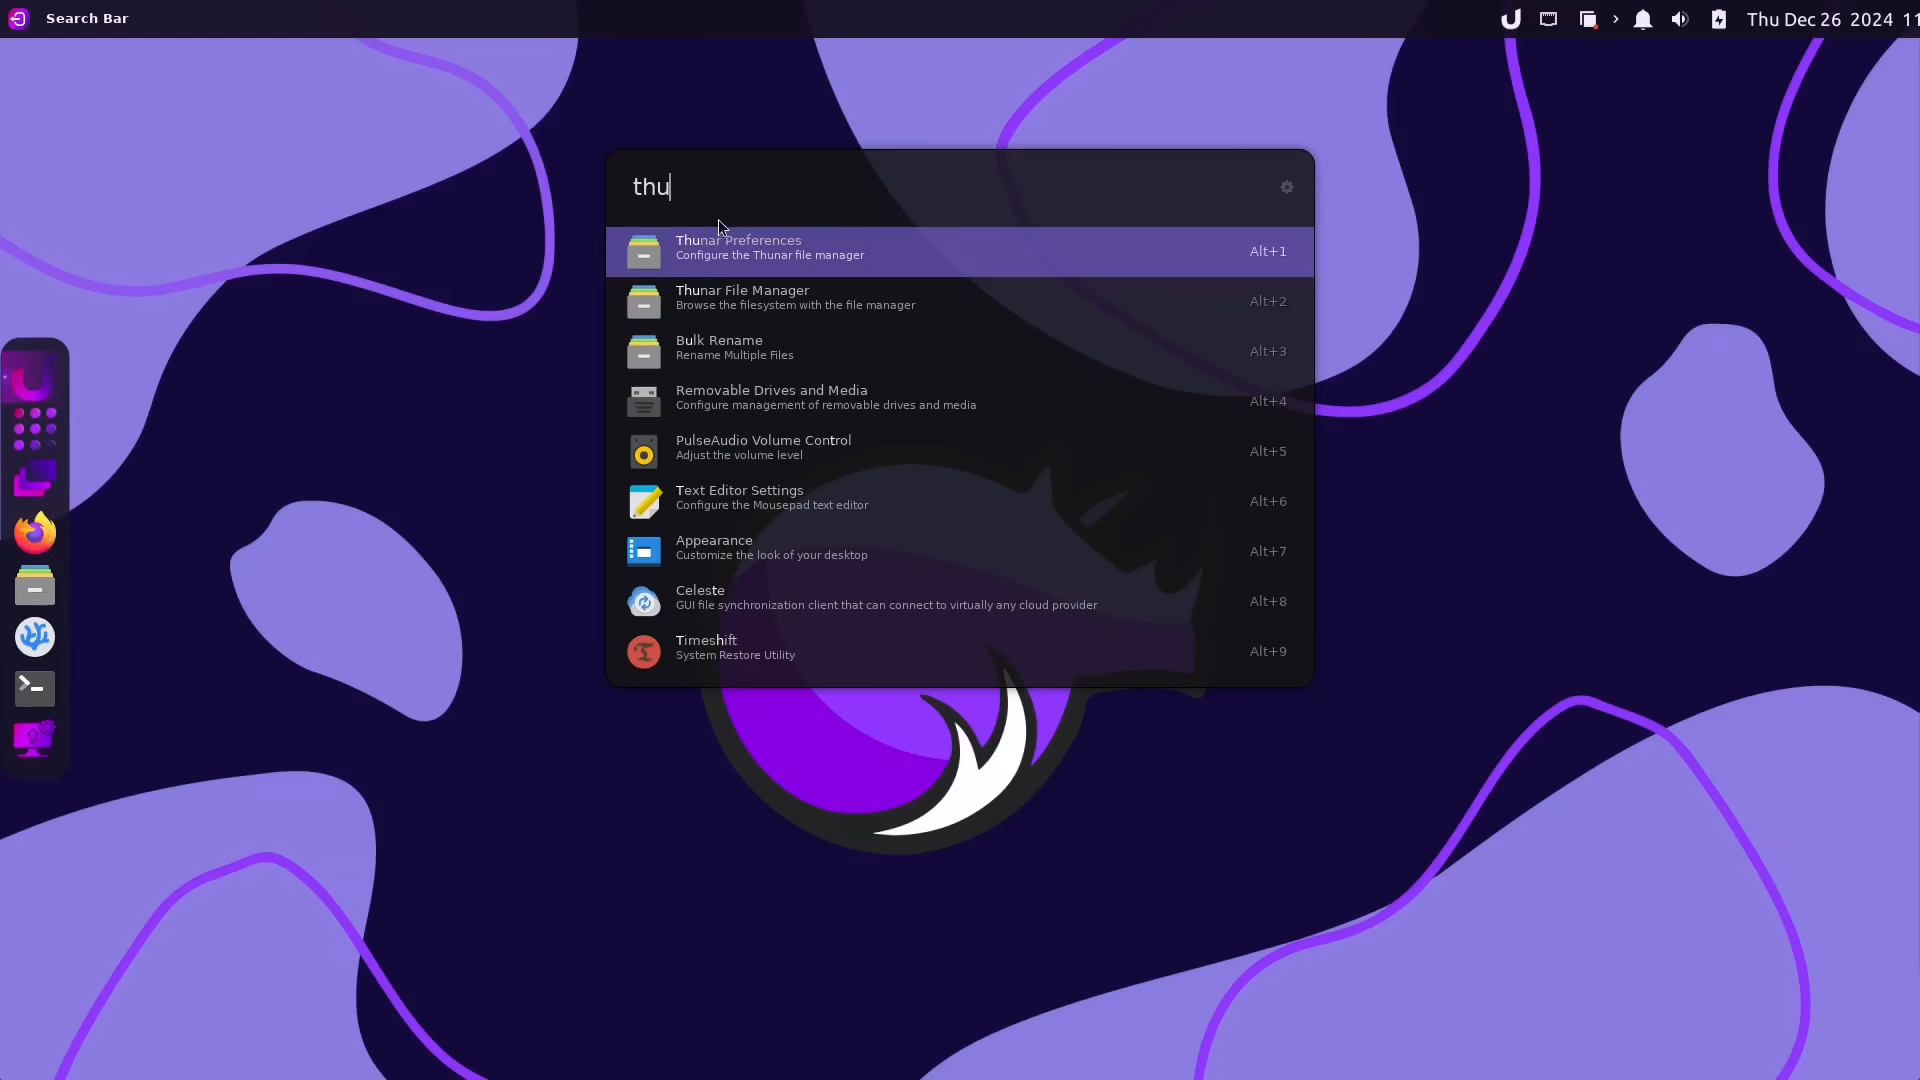 Search Bar
Thu Dec 26 2024 11
thu
Thunar Preferences
Configure the Thunar file manager
Alt+1
Thunar File Manager
Browse the filesystem with the file manager
Alt+2
Bulk Rename
Rename Multiple Files
Alt+3
Removable Drives and Media
Configure management of removable drives and media
Alt+4
PulseAudio Volume Control
Adjust the volume level
Alt+5
Text Editor Settings
Configure the Mousepad text editor
Alt+6
Appearance
Customize the look of your desktop
Alt+7
Celeste
GUI file synchronization client that can connect to virtually any cloud provider
Alt+8
Timeshift
System Restore Utility
Alt+9